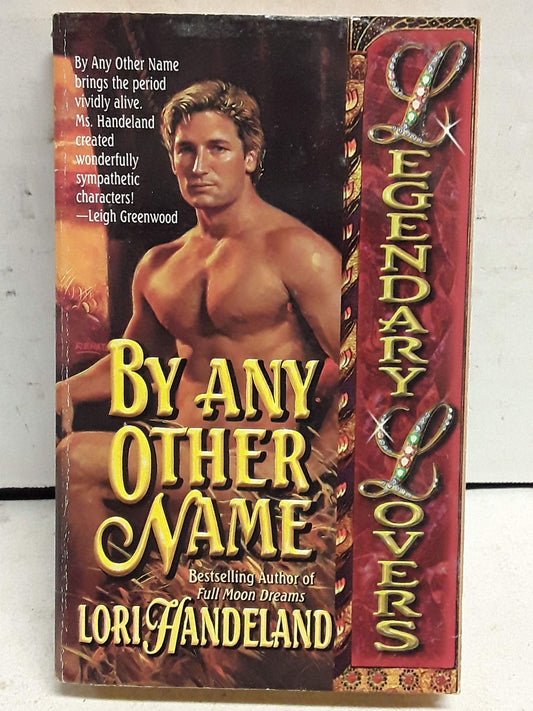 By Any Other Name
brings the period
vividly alive.
Ms. Handeland
created
wonderfully
sympathetic
characters!
—Leigh Greenwood
BY ANY
OTHER
NAME
Bestselling Author of
Full Moon Dreams
LORI HANDELAND
LEGENDARY LOVERS